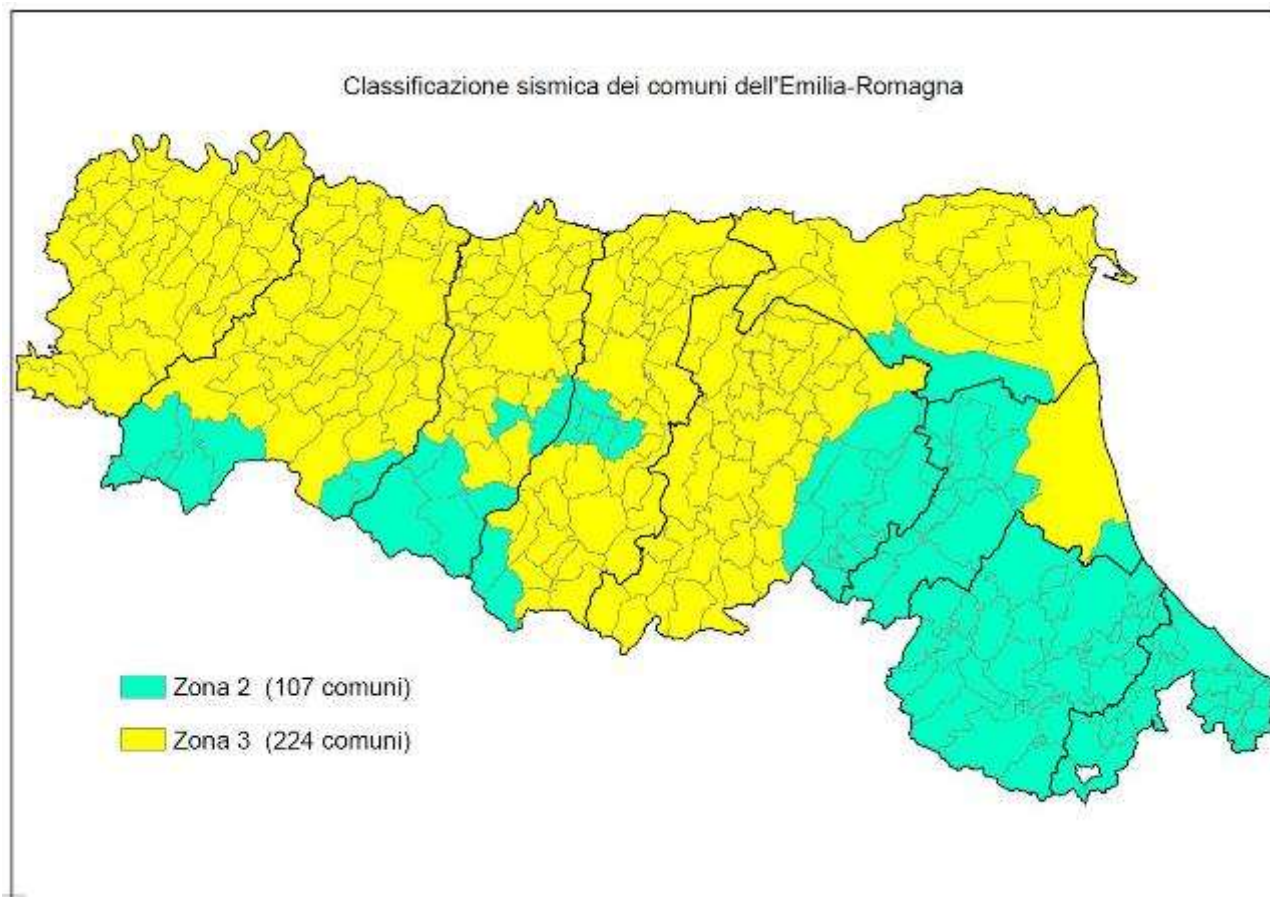 Classificazione sismica dei comuni dell'Emilia-Romagna
Zona 2 (107 comuni)
Zona 3 (224 comuni)